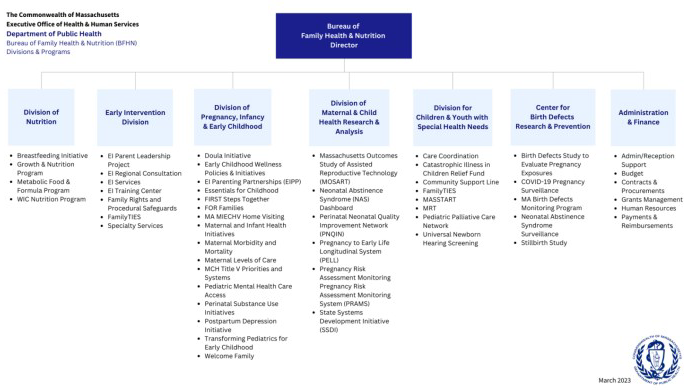 The Commonwealth of Massachusetts
Executive Office of Health & Human Services
Department of Public Health
Bureau of Family Health & Nutrition (BFHN)
Divisions & Programs
Bureau of
Family Health & Nutrition
Director
Division of
Nutrition
• Breastfeeding Initiative
• Growth & Nutrition
Program
• Metabolic Food &
Formula Program
• WIC Nutrition Program
Early Intervention
Division
• EI Parent Leadership
Project
• EI Regional Consultation
• EI Services
• EI Training Center
• Family Rights and
Procedural Safeguards
• FamilyTIES
• Specialty Services
Division of
Pregnancy, Infancy
& Early Childhood
• Doula Initiative
• Early Childhood Wellness
Policies & Initiatives
• EI Parenting Partnerships (EIPP)
• Essentials for Childhood
• FIRST Steps Together
• FOR Families
• MA MIECHV Home Visiting
• Maternal and Infant Health
Initiatives
• Maternal Morbidity and
Mortality
• Maternal Levels of Care
• MCH Title V Priorities and
Systems
• Pediatric Mental Health Care
Access
• Perinatal Substance Use
Initiatives
• Postpartum Depression
Initiative
• Transforming Pediatrics for
Early Childhood
• Welcome Family
Division of
Maternal & Child
Health Research &
Analysis
• Massachusetts Outcomes
Study of Assisted
Reproductive Technology
(MOSART)
• Neonatal Abstinence
Syndrome (NAS)
Dashboard
• Perinatal Neonatal Quality
Improvement Network
(PNQIN)
• Pregnancy to Early Life
Longitudinal System
(PELL)
• Pregnancy Risk
Assessment Monitoring
Pregnancy Risk
Assessment Monitoring
System (PRAMS)
• State Systems
Development Initiative
(SSDI)
Division for
Children & Youth with
Special Health Needs
• Care Coordination
• Catastrophic Illness in
Children Relief Fund
• Community Support Line
• FamilyTIES
• MASSTART
• MRT
• Pediatric Palliative Care
Network
• Universal Newborn
Hearing Screening
Center for
Birth Defects
Research & Prevention
• Birth Defects Study to
Evaluate Pregnancy
Exposures
• COVID-19 Pregnancy
Surveillance
• MA Birth Defects
Monitoring Program
• Neonatal Abstinence
Syndrome
Surveillance
• Stillbirth Study
Administration
& Finance
• Admin/Reception
Support
• Budget
• Contracts &
Procurements
• Grants Management
• Human Resources
• Payments &
Reimbursements
March 2023